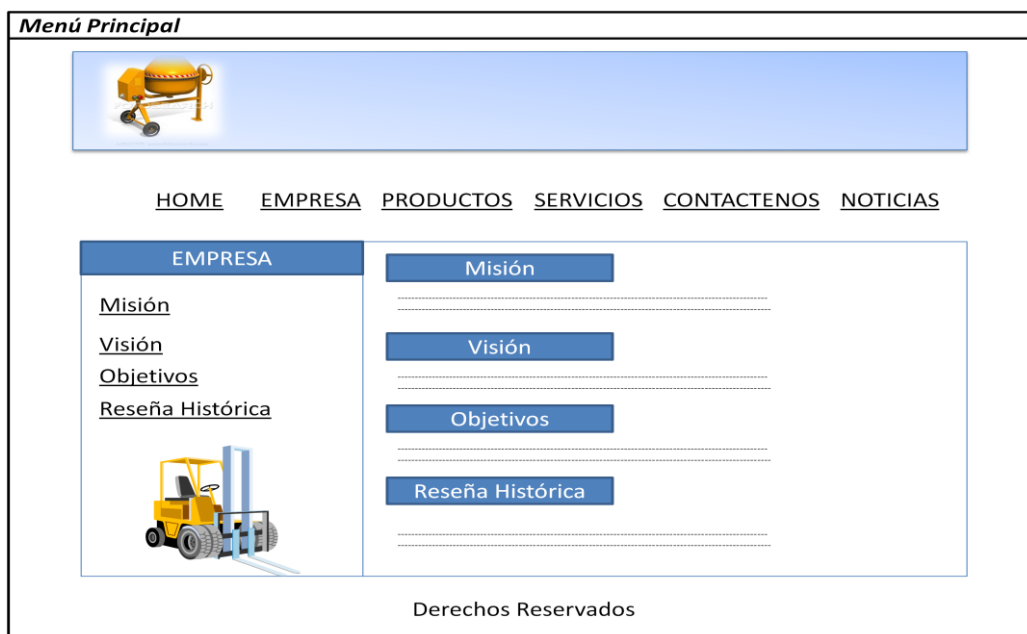 Menú Principal
HOME EMPRESA PRODUCTOS SERVICIOS CONTACTENOS NOTICIAS
EMPRESA
Misión
Visión
Objetivos
Reseña Histórica
Misión
Visión
Objetivos
Reseña Histórica
Derechos Reservados